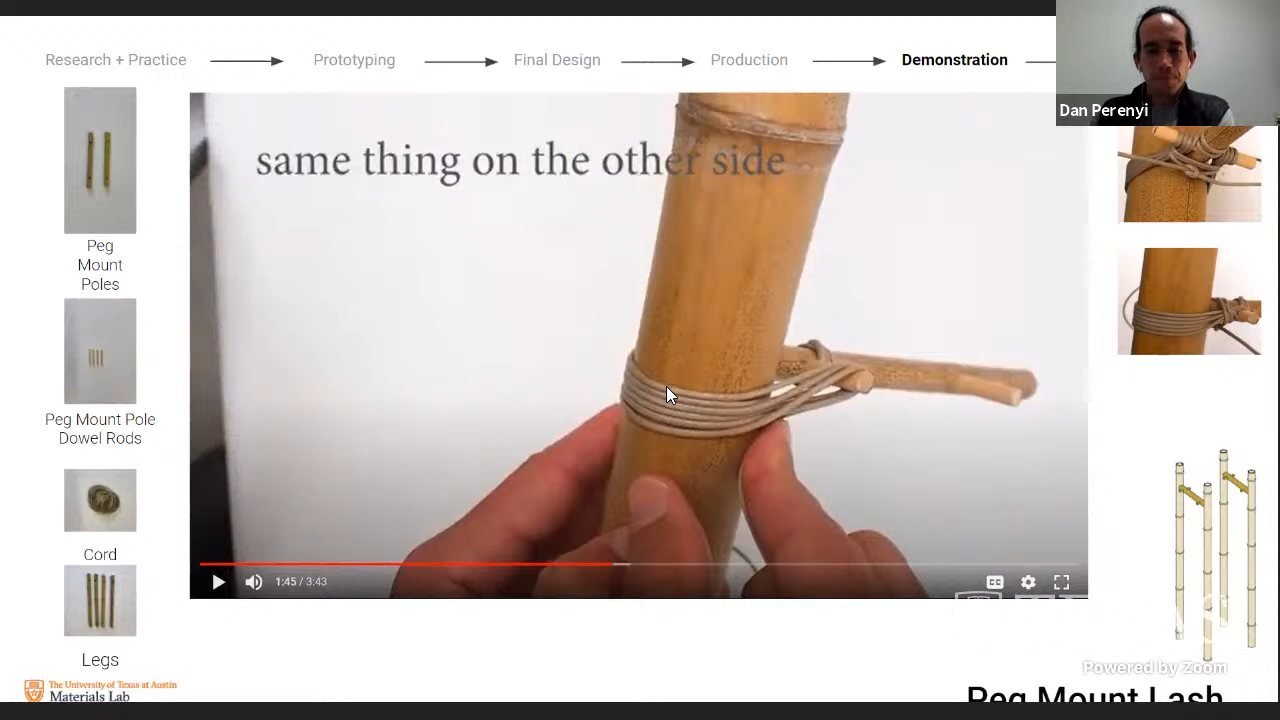 Research + Practice
Prototyping
Final Design
Production
Demonstration
Dan Perenyi
same thing on the other side
Peg
Mount
Poles
Peg Mount Pole
Dowel Rods
Cord
Legs
1:45 / 3:43
CC
Powered by Zoom
The University of Texas at Austin
Materials Lab
Peg Mount Lash